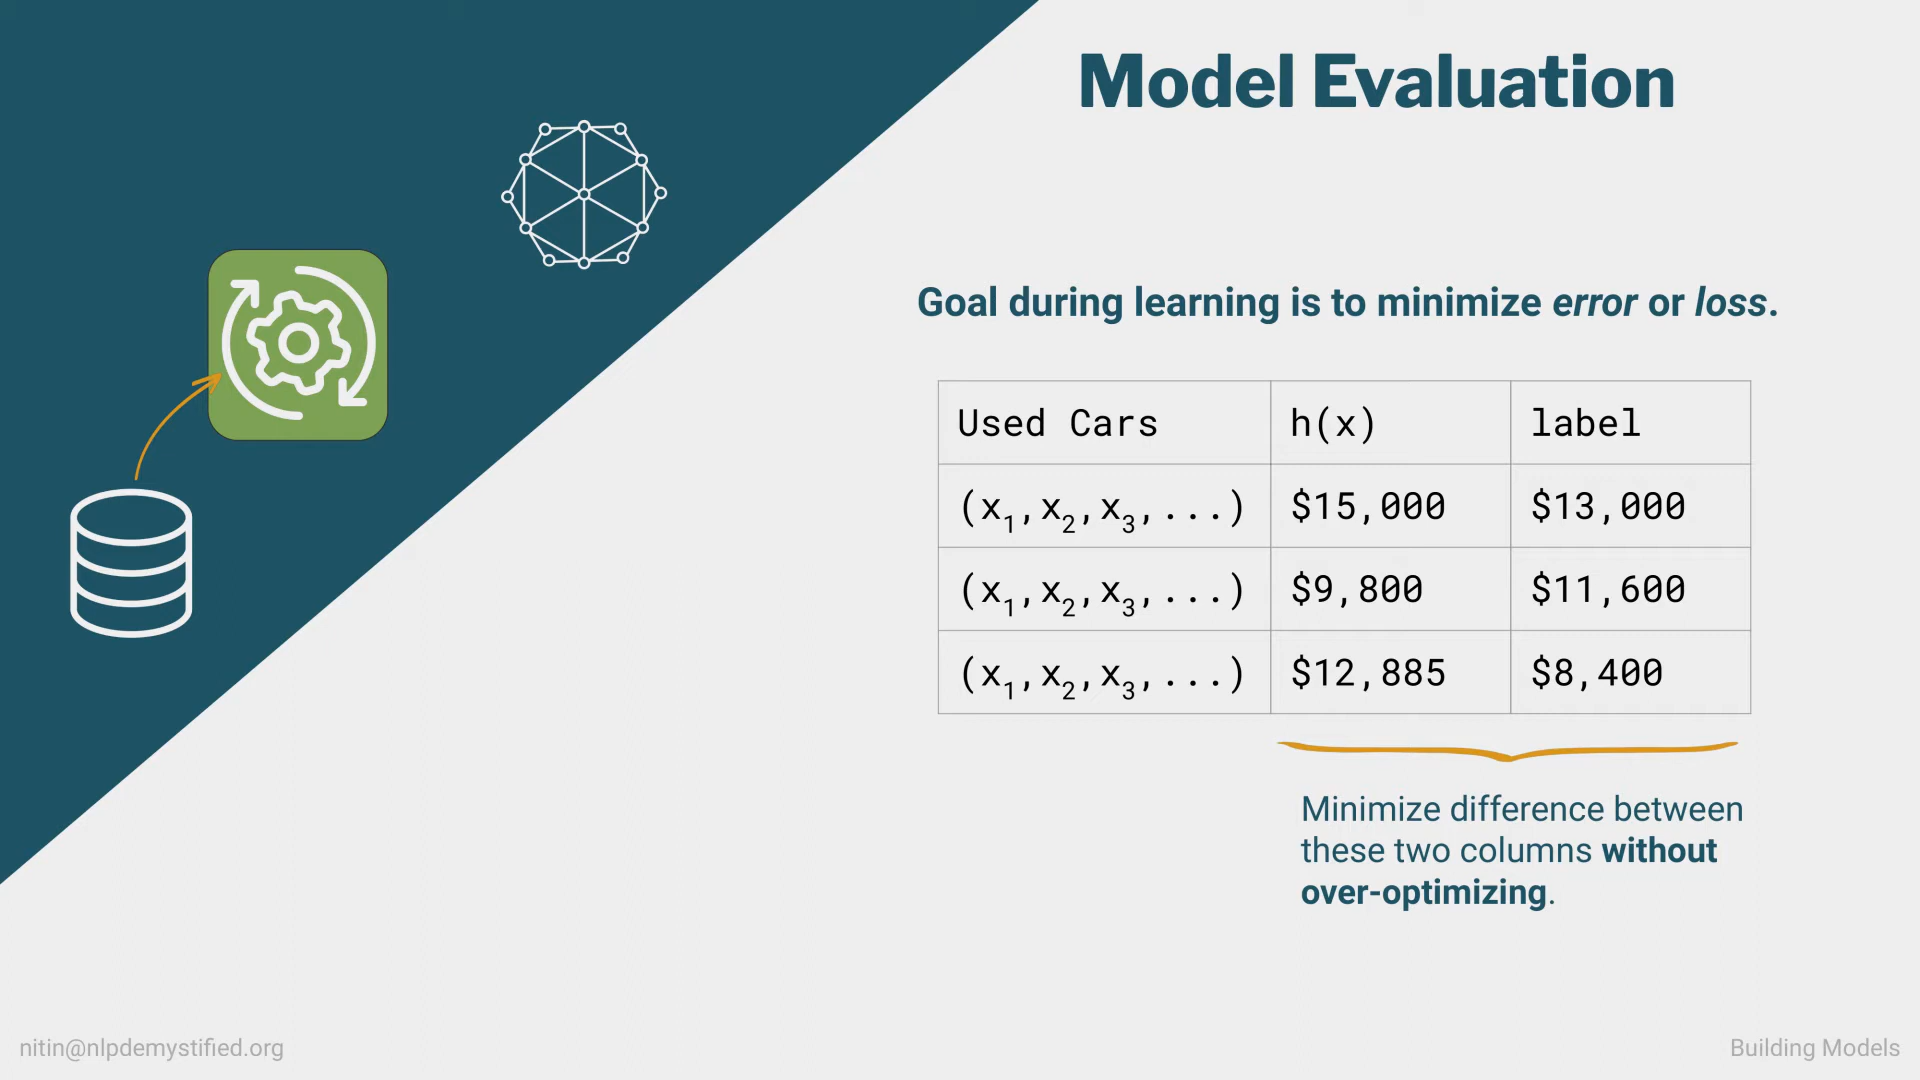 Model Evaluation
Goal during learning is to minimize error or loss.
Used Cars h(x) label
(x₁,x₂,x₃,...) $15,000 $13,000
(x₁,x₂,x₃,...) $9,800 $11,600
(x₁,x₂,x₃,...) $12,885 $8,400
Minimize difference between
these two columns without
over-optimizing.
nitin@nlpdemystified.org
Building Models